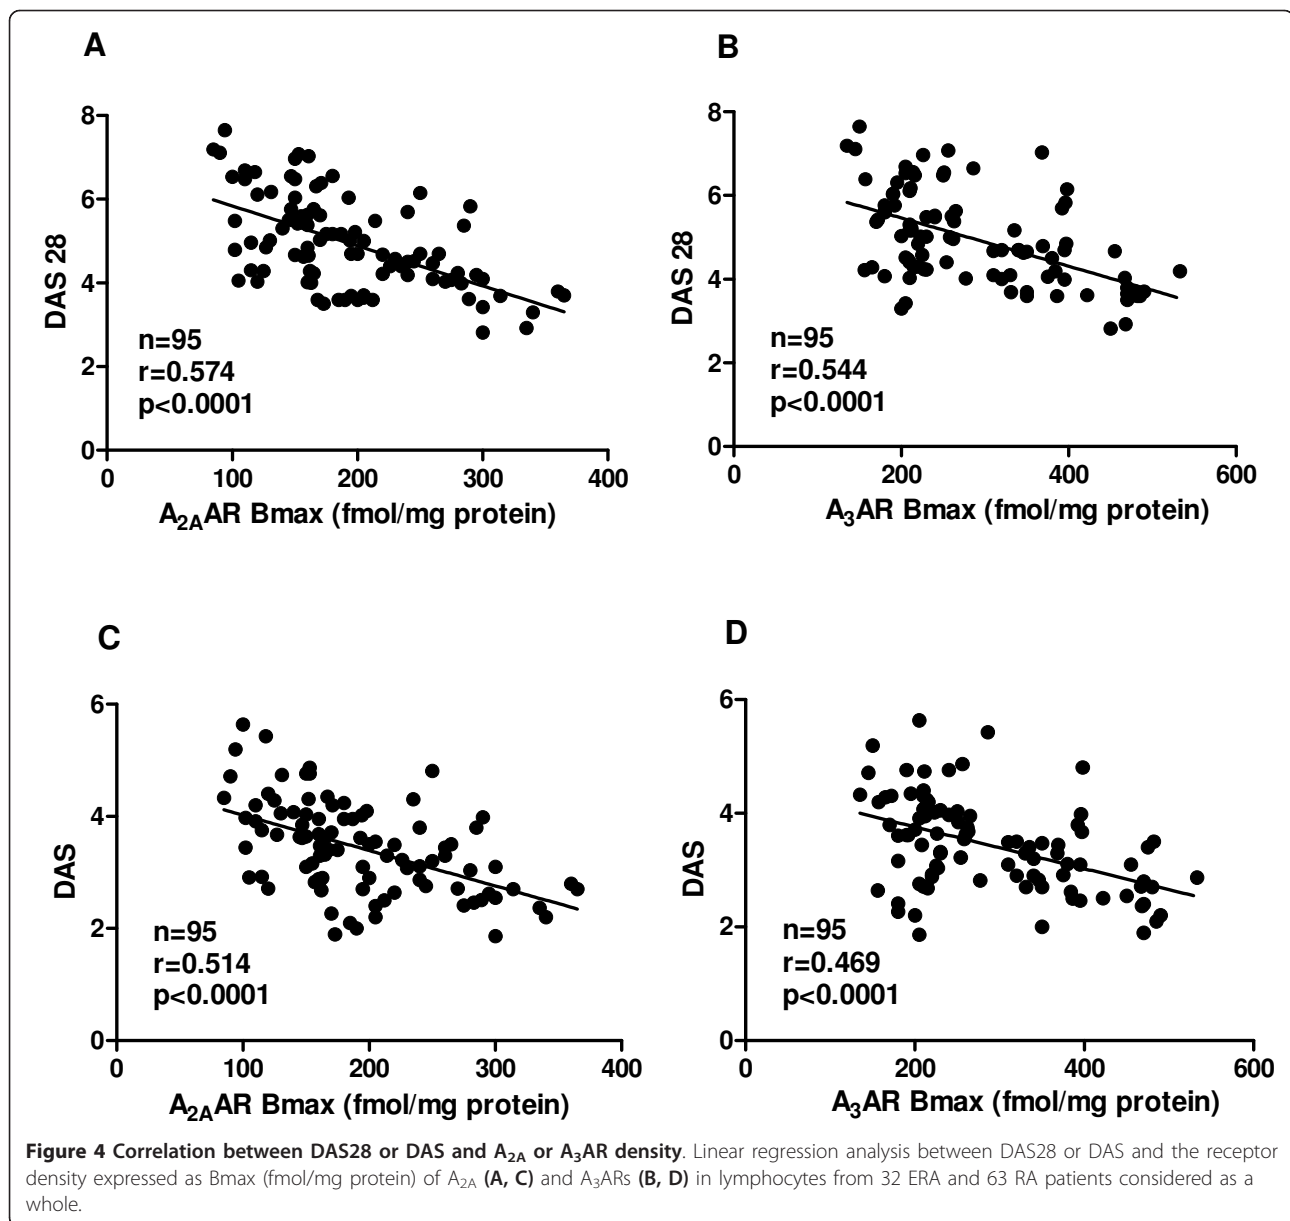 A
8
6
4
2
0
DAS 28
n=95
r=0.574
p<0.0001
0 100 200 300 400
A2AAR Bmax (fmol/mg protein)
B
8
6
4
2
0
DAS 28
n=95
r=0.544
p<0.0001
0 200 400 600
A3AR Bmax (fmol/mg protein)
C
6
4
2
0
DAS
n=95
r=0.514
p<0.0001
0 100 200 300 400
A2AAR Bmax (fmol/mg protein)
D
6
4
2
0
DAS
n=95
r=0.469
p<0.0001
0 200 400 600
A3AR Bmax (fmol/mg protein)
Figure 4 Correlation between DAS28 or DAS and A2A or A3AR density. Linear regression analysis between DAS28 or DAS and the receptor
density expressed as Bmax (fmol/mg protein) of A2A (A, C) and A3ARs (B, D) in lymphocytes from 32 ERA and 63 RA patients considered as a
whole.